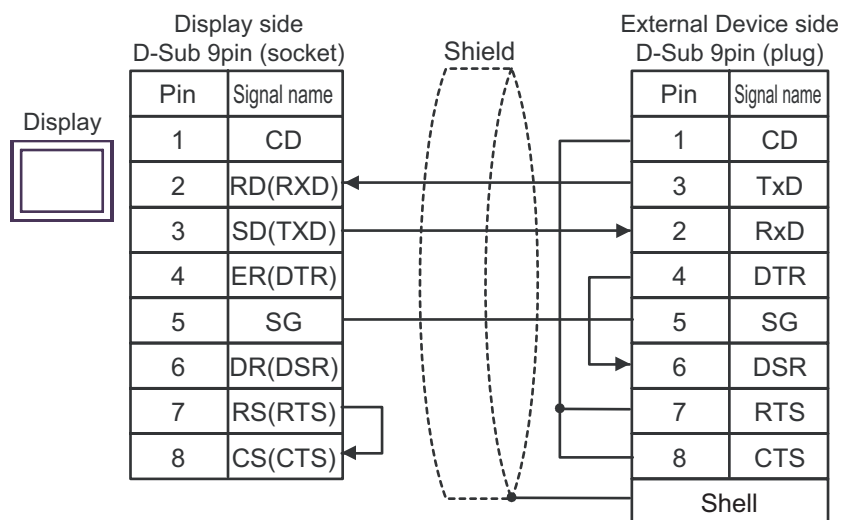 Display side
D-Sub 9pin (socket)
Shield
External Device side
D-Sub 9pin (plug)
Display
Pin Signal name
1 CD
2 RD(RXD)
3 SD(TXD)
4 ER(DTR)
5 SG
6 DR(DSR)
7 RS(RTS)
8 CS(CTS)
Pin Signal name
1 CD
3 TxD
2 RxD
4 DTR
5 SG
6 DSR
7 RTS
8 CTS
Shell